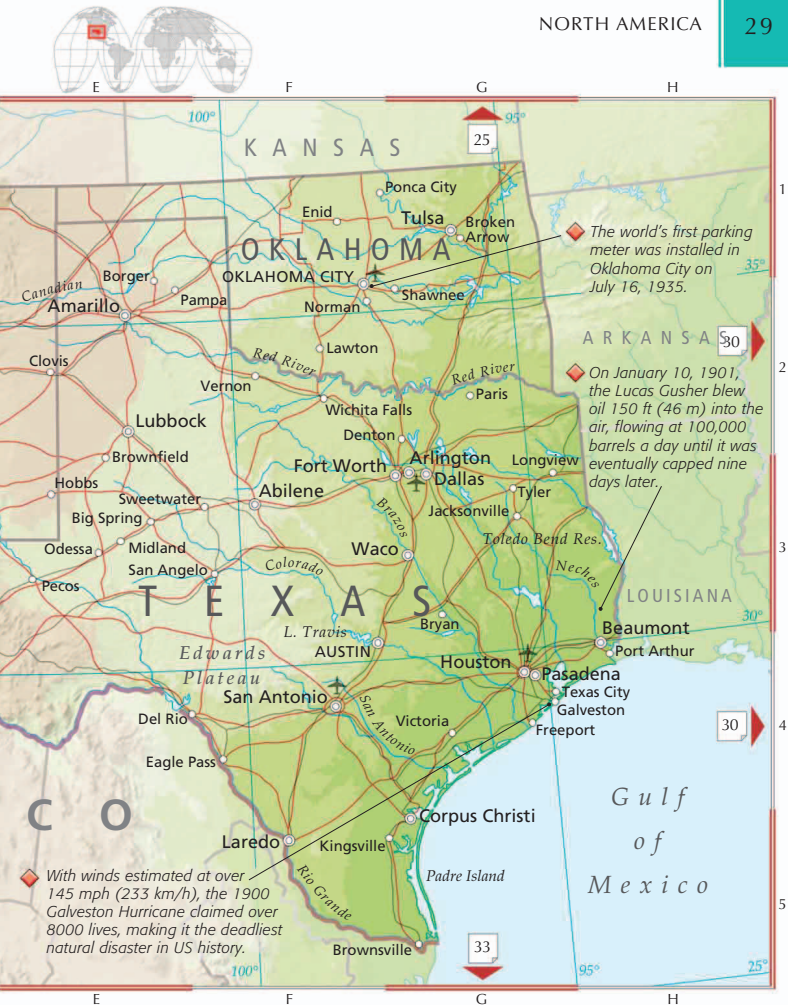 NORTH AMERICA
29
E
F
G
H
100°
95°
25
KANSAS
1
Ponca City
Enid
Tulsa
Broken
Arrow
OKLAHOMA
The world's first parking
meter was installed in
Oklahoma City on
July 16, 1935.
35°
OKLAHOMA CITY
Borger
Canadian
Pampa
Shawnee
Amarillo
Norman
ARKANSAS
30
Lawton
Clovis
Red River
Red River
2
Vernon
On January 10, 1901,
the Lucas Gusher blew
oil 150 ft (46 m) into the
air, flowing at 100,000
barrels a day until it was
eventually capped nine
days later.
Paris
Wichita Falls
Lubbock
Denton
Brownfield
Arlington
Fort Worth
Dallas
Longview
Hobbs
Abilene
Tyler
Sweetwater
Brazos
Jacksonville
Big Spring
Toledo Bend Res.
Odessa
Midland
Waco
3
San Angelo
Colorado
Neches
Pecos
TEXAS
LOUISIANA
30°
Bryan
L. Travis
Beaumont
AUSTIN
Port Arthur
Edwards
Plateau
Houston
Pasadena
San Antonio
Texas City
Galveston
Del Rio
San Antonio
Victoria
Freeport
30
4
Eagle Pass
Gulf
of
Mexico
CO
Corpus Christi
Laredo
Kingsville
With winds estimated at over
145 mph (233 km/h), the 1900
Galveston Hurricane claimed over
8000 lives, making it the deadliest
natural disaster in US history.
Rio Grande
Padre Island
5
Brownsville
33
100°
95°
25°
E
F
G
H